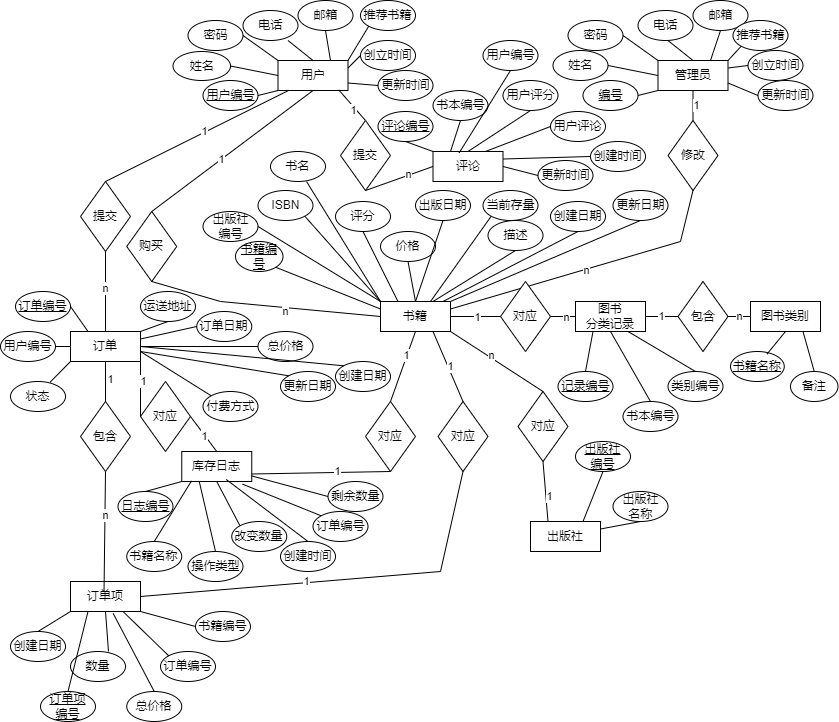 邮箱
推荐书籍
电话
密码
创立时间
姓名
用户
更新时间
用户编号
邮箱
推荐书籍
电话
密码
创立时间
姓名
管理员
更新时间
编号
用户编号
用户评分
书本编号
用户评论
评论编号
创建时间
评论
更新时间
1
1
1
1
提交
n
修改
书名
ISBN
评分
出版日期
当前存量
创建日期
更新日期
出版社
编号
描述
价格
书籍编
号
提交
购买
n
n
n
订单编号
运送地址
订单日期
用户编号
订单
总价格
创建日期
更新日期
状态
付费方式
书籍
1
对应
n
图书
分类记录
1
包含
n
图书类别
记录编号
书本编号
类别编号
书籍名称
备注
1
1
1
1
n
包含
对应
对应
对应
对应
1
库存日志
1
出版社
编号
剩余数量
日志编号
订单编号
改变数量
书籍名称
操作类型
创建时间
n
1
出版社
名称
出版社
1
订单项
书籍编号
创建日期
数量
订单编号
订单项
编号
总价格